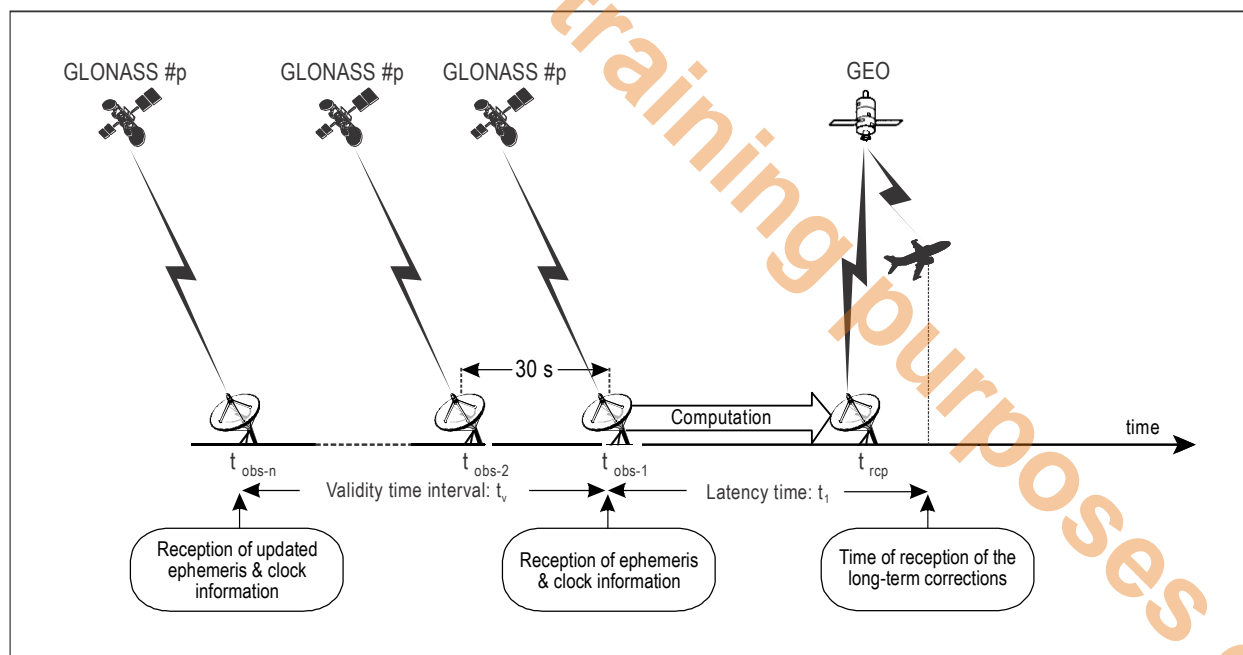 GLONASS #p
GLONASS #p
GLONASS #p
GEO
30 s
Computation
time
t obs-n
t obs-2
t obs-1
t rcp
Validity time interval: tv
Latency time: t1
Reception of updated
ephemeris & clock
information
Reception of ephemeris
& clock information
Time of reception of the
long-term corrections
training purposes